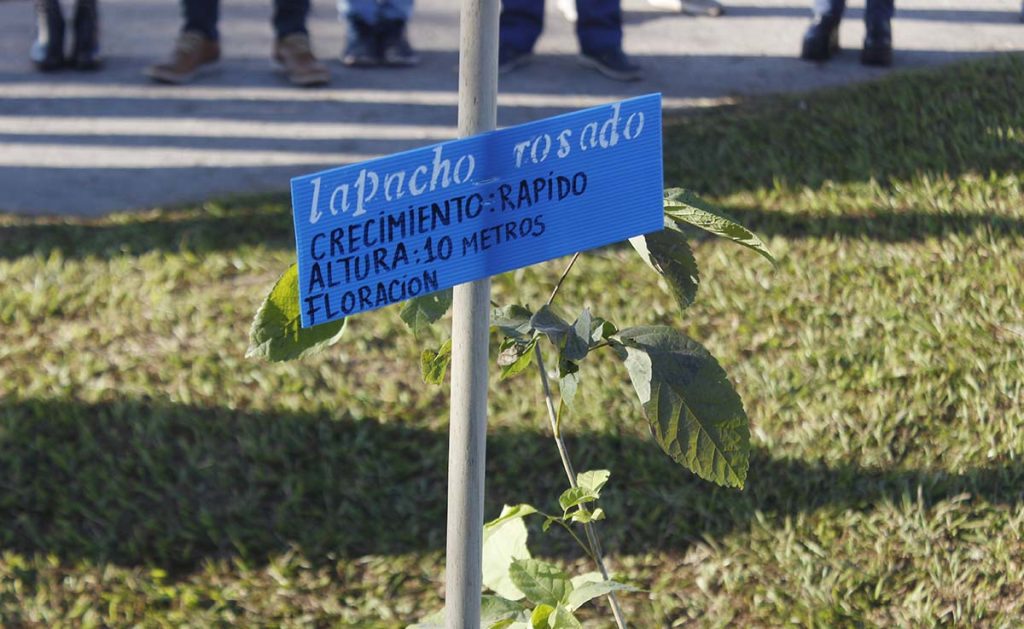 lapacho rosado
CRECIMIENTO: RAPIDO
ALTURA: 10 METROS
FLORACION